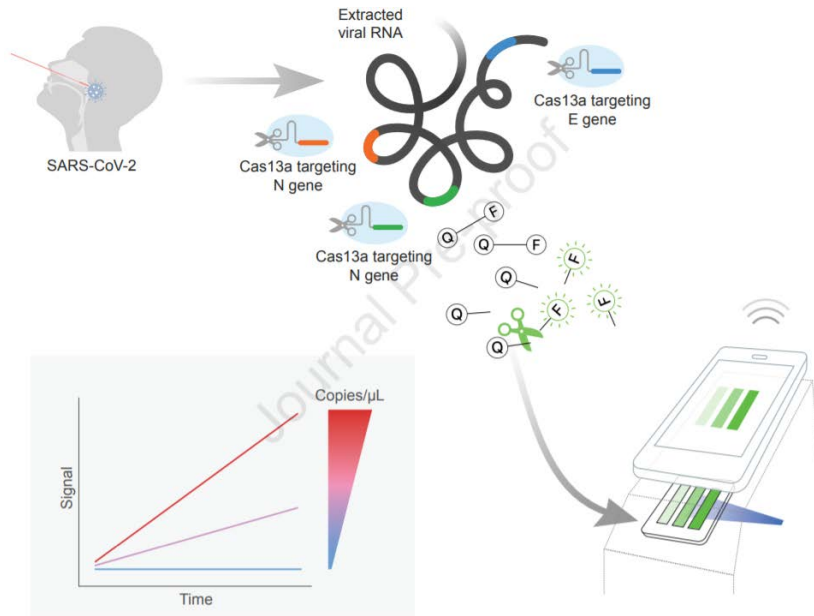 Extracted
viral RNA
Cas13a targeting
E gene
SARS-CoV-2
Cas13a targeting
N gene
Cas13a targeting
N gene
Q F
Q F
Q
F
Q
F
F
Q
Journal Pre-proof
Copies/µL
Signal
Time